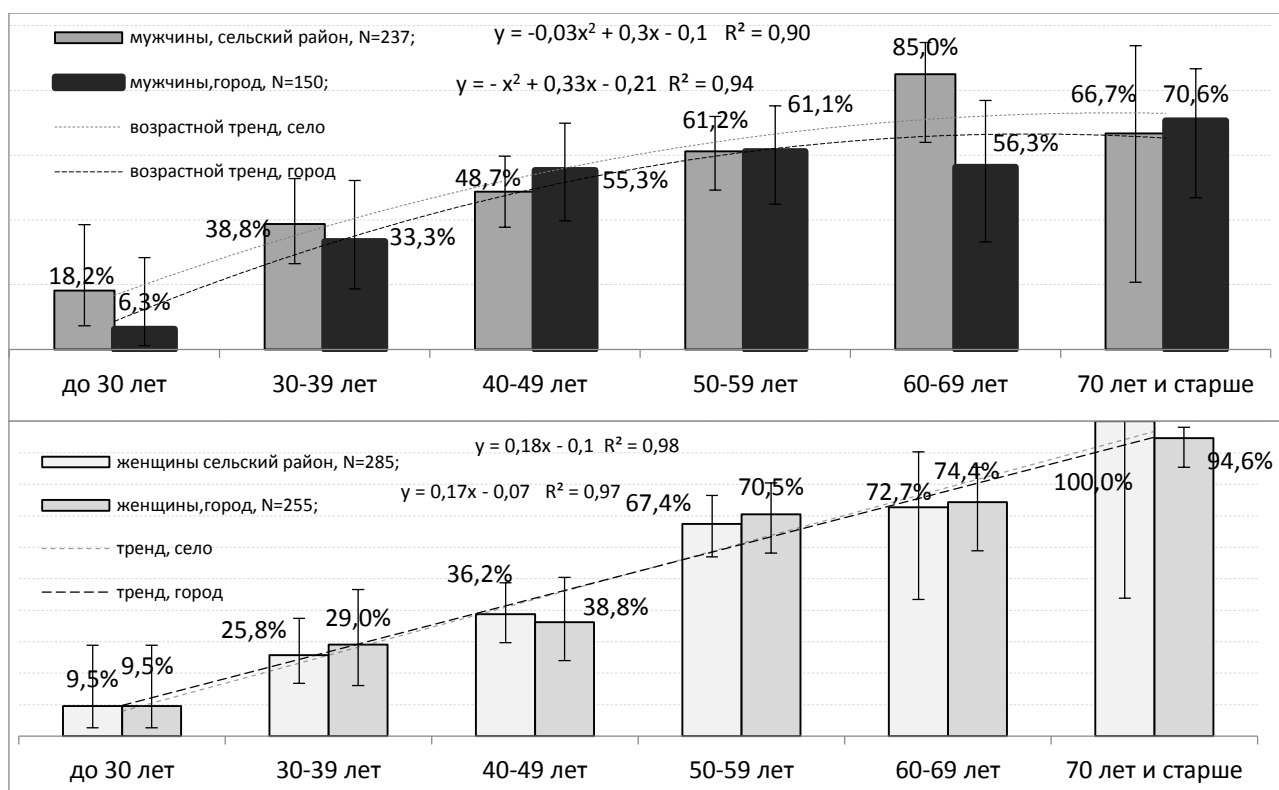 мужчины, сельский район, N=237;
y = -0,03x² + 0,3x - 0,1 R² = 0,90
мужчины,город, N=150;
y = - x² + 0,33x - 0,21 R² = 0,94
возрастной тренд, село
возрастной тренд, город
18,2%
6,3%
38,8%
33,3%
48,7%
55,3%
61,2%
61,1%
85,0%
56,3%
66,7%
70,6%
до 30 лет
30-39 лет
40-49 лет
50-59 лет
60-69 лет
70 лет и старше
женщины сельский район, N=285;
y = 0,18x - 0,1 R² = 0,98
женщины,город, N=255;
y = 0,17x - 0,07 R² = 0,97
тренд, село
тренд, город
9,5%
9,5%
25,8%
29,0%
36,2%
38,8%
67,4%
70,5%
72,7%
74,4%
100,0%
94,6%
до 30 лет
30-39 лет
40-49 лет
50-59 лет
60-69 лет
70 лет и старше